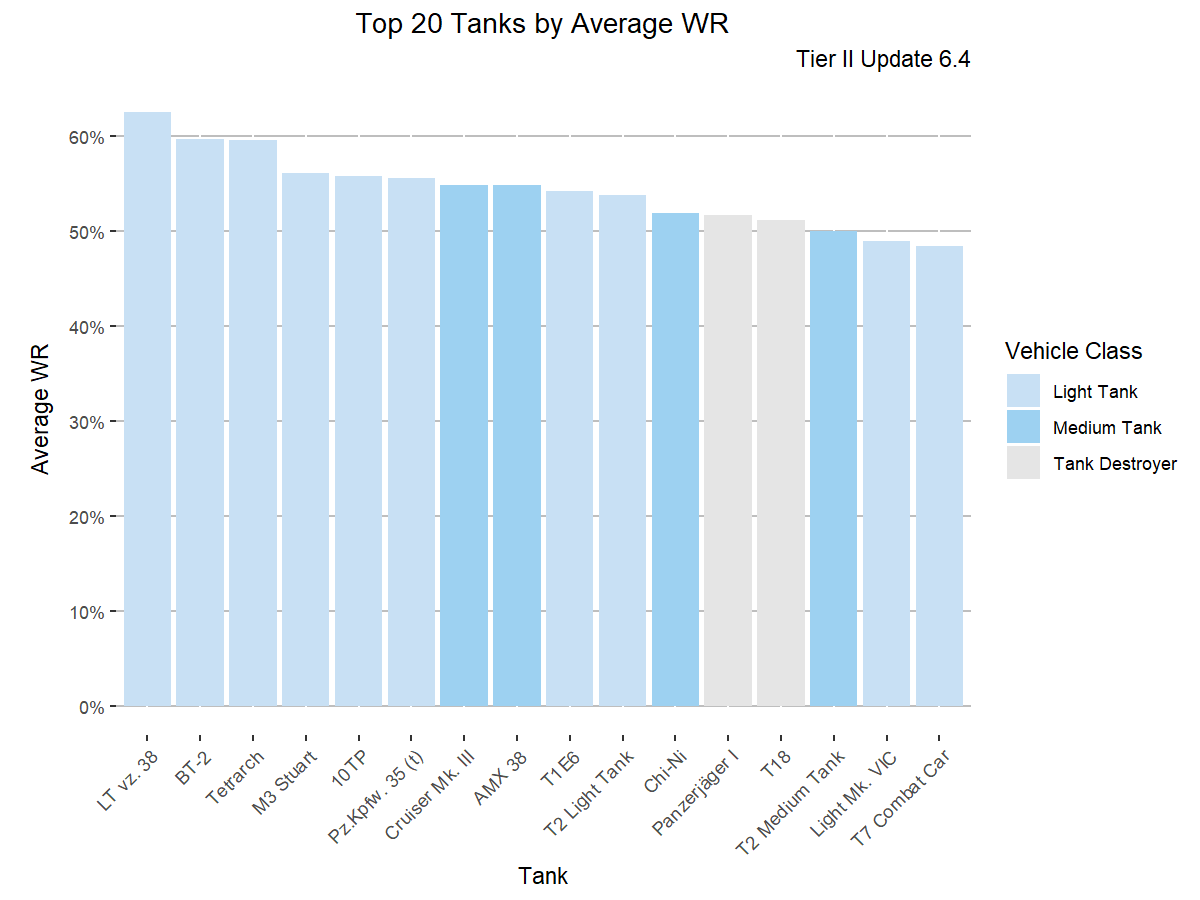 Top 20 Tanks by Average WR
Tier II Update 6.4
60%
50%
40%
30%
20%
10%
0%
Average WR
LT vz. 38
BT-2
Tetrarch
M3 Stuart
10TP
Pz.Kpfw. 35 (t)
Cruiser Mk. III
AMX 38
T1E6
T2 Light Tank
Chi-Ni
Panzerjäger I
T18
T2 Medium Tank
Light Mk. VIC
T7 Combat Car
Tank
Vehicle Class
Light Tank
Medium Tank
Tank Destroyer